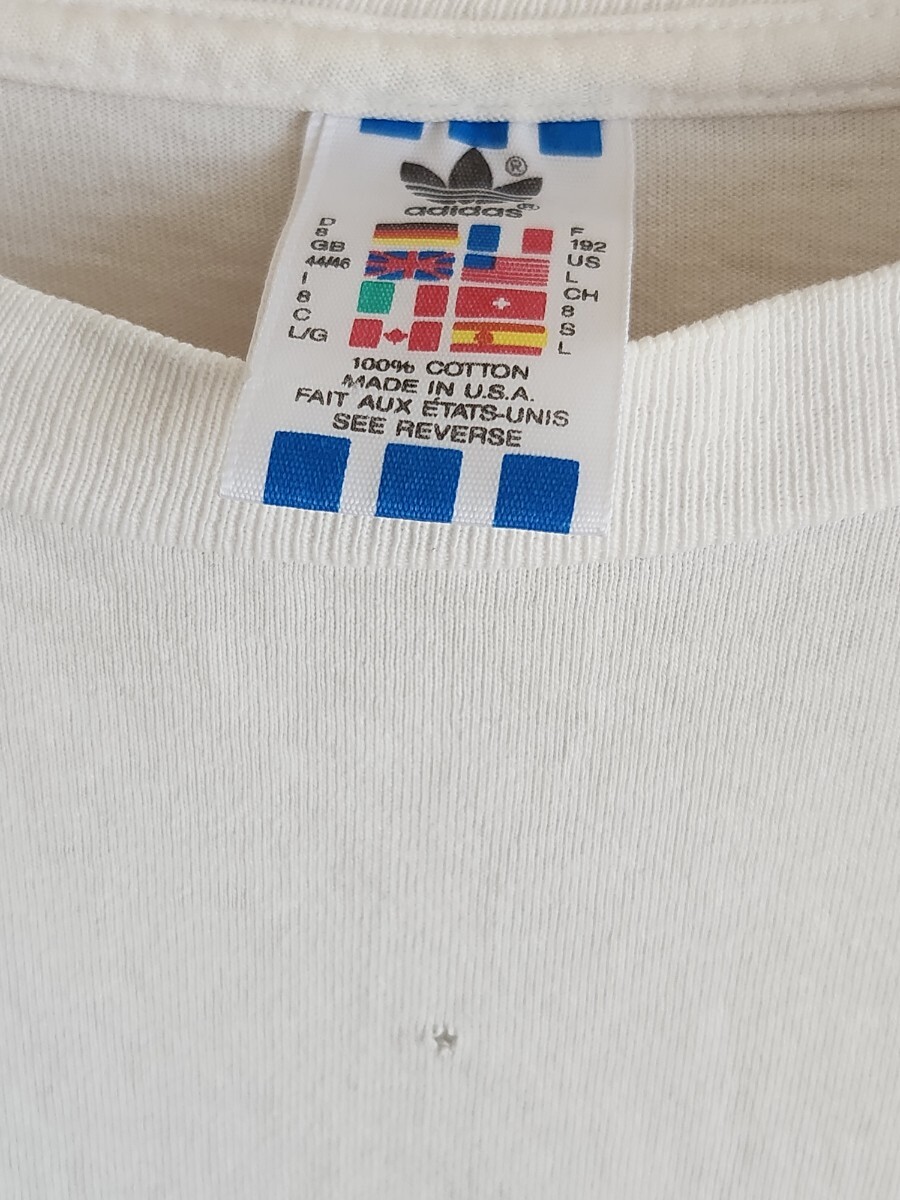 ®
adidas®
D
8
GB
44/46
I
8
C
L/G
F
192
US
L
CH
8
S
L
100% COTTON
MADE IN U.S.A.
FAIT AUX ÉTATS-UNIS
SEE REVERSE